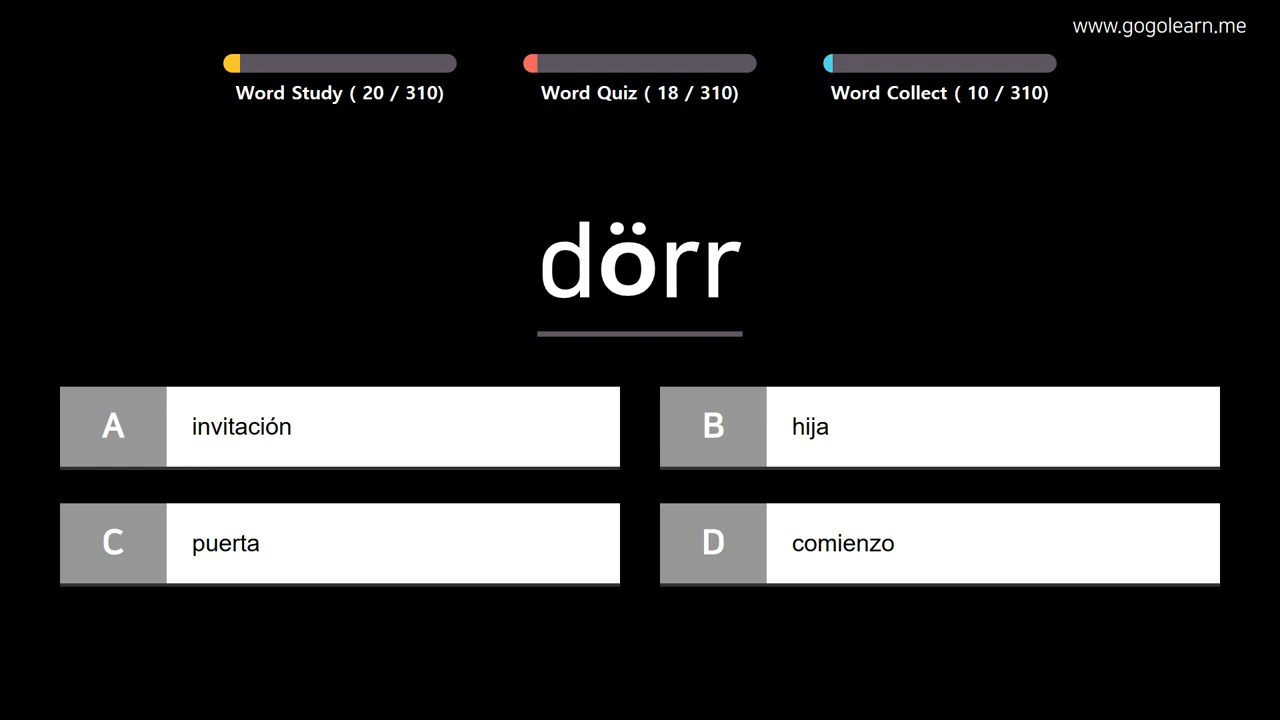 www.gogolearn.me
Word Study ( 20 / 310)
Word Quiz ( 18 / 310)
Word Collect ( 10 / 310)
dörr
A
invitación
B
hija
C
puerta
D
comienzo